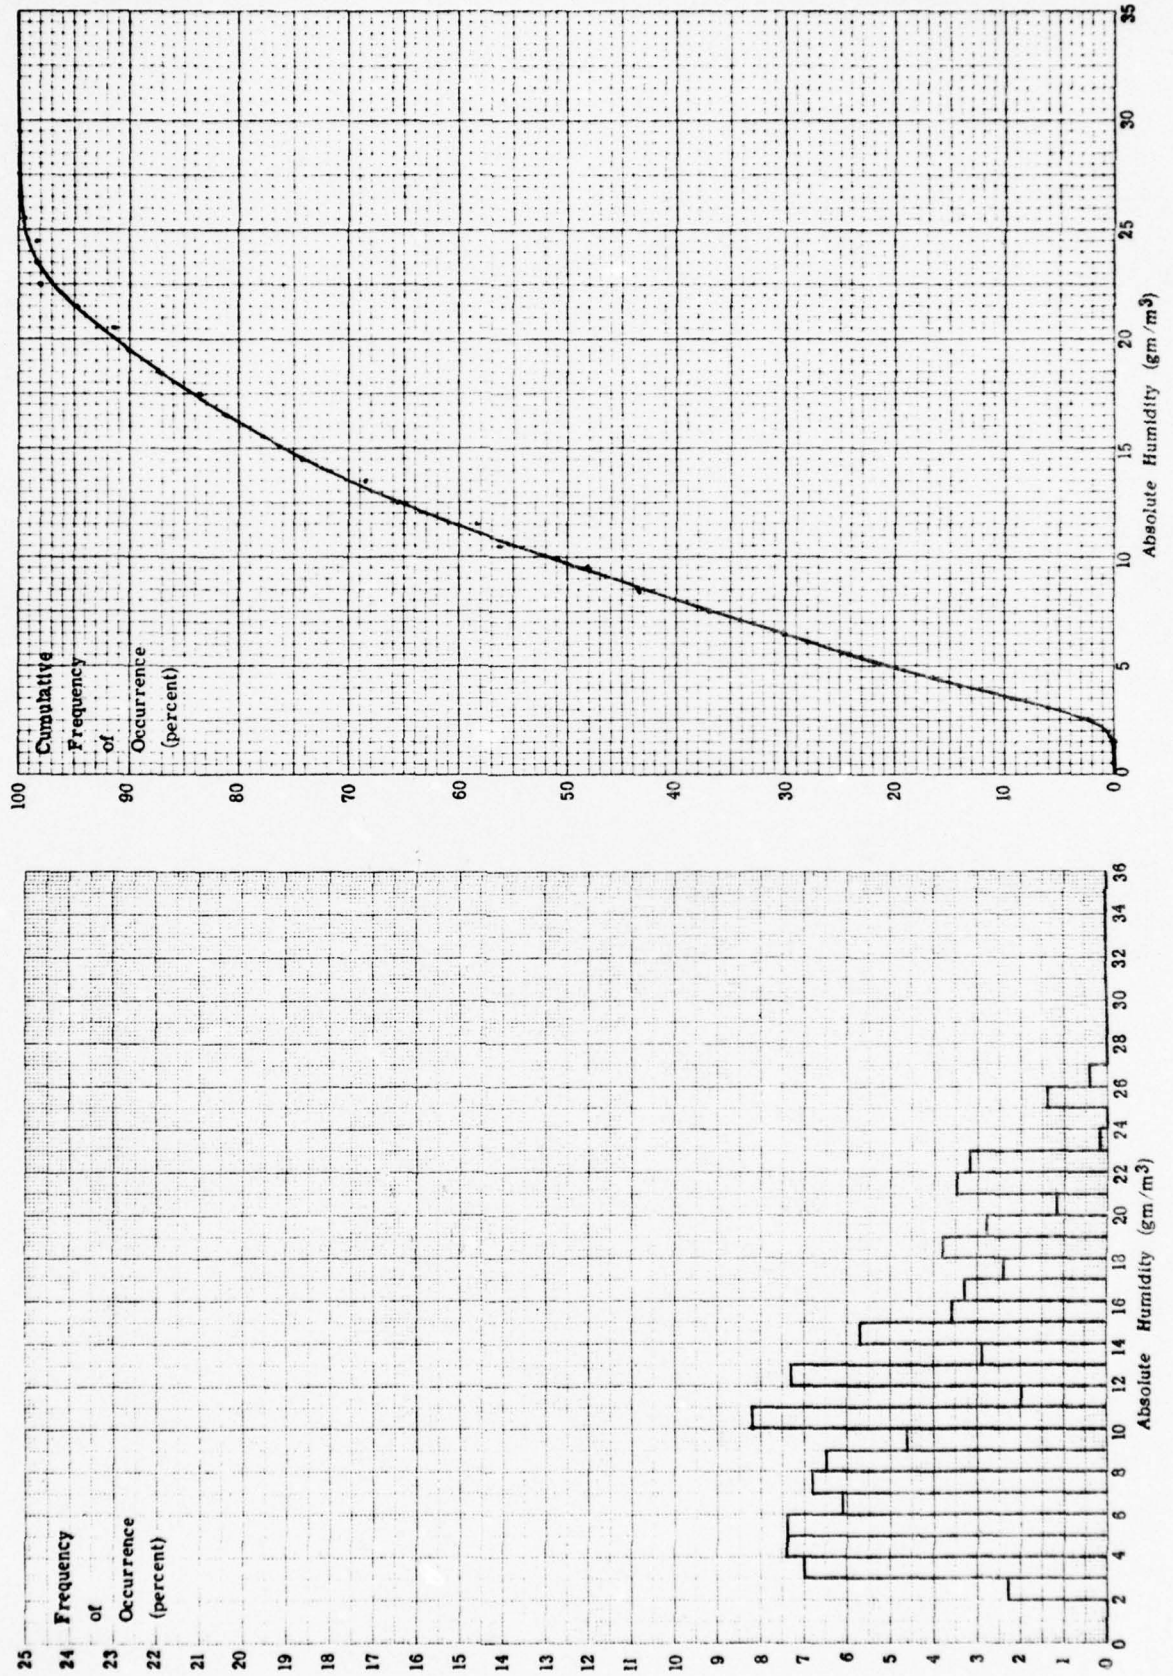 Cumulative
Frequency
of
Occurrence
(percent)
100
90
80
70
60
50
40
30
20
10
0
0 5 10 15 20 25 30 35
Absolute Humidity (gm/m³)
Frequency
of
Occurrence
(percent)
25
24
23
22
21
20
19
18
17
16
15
14
13
12
11
10
9
8
7
6
5
4
3
2
1
0
0 2 4 6 8 10 12 14 16 18 20 22 24 26 28 30 32 34 36
Absolute Humidity (gm/m³)